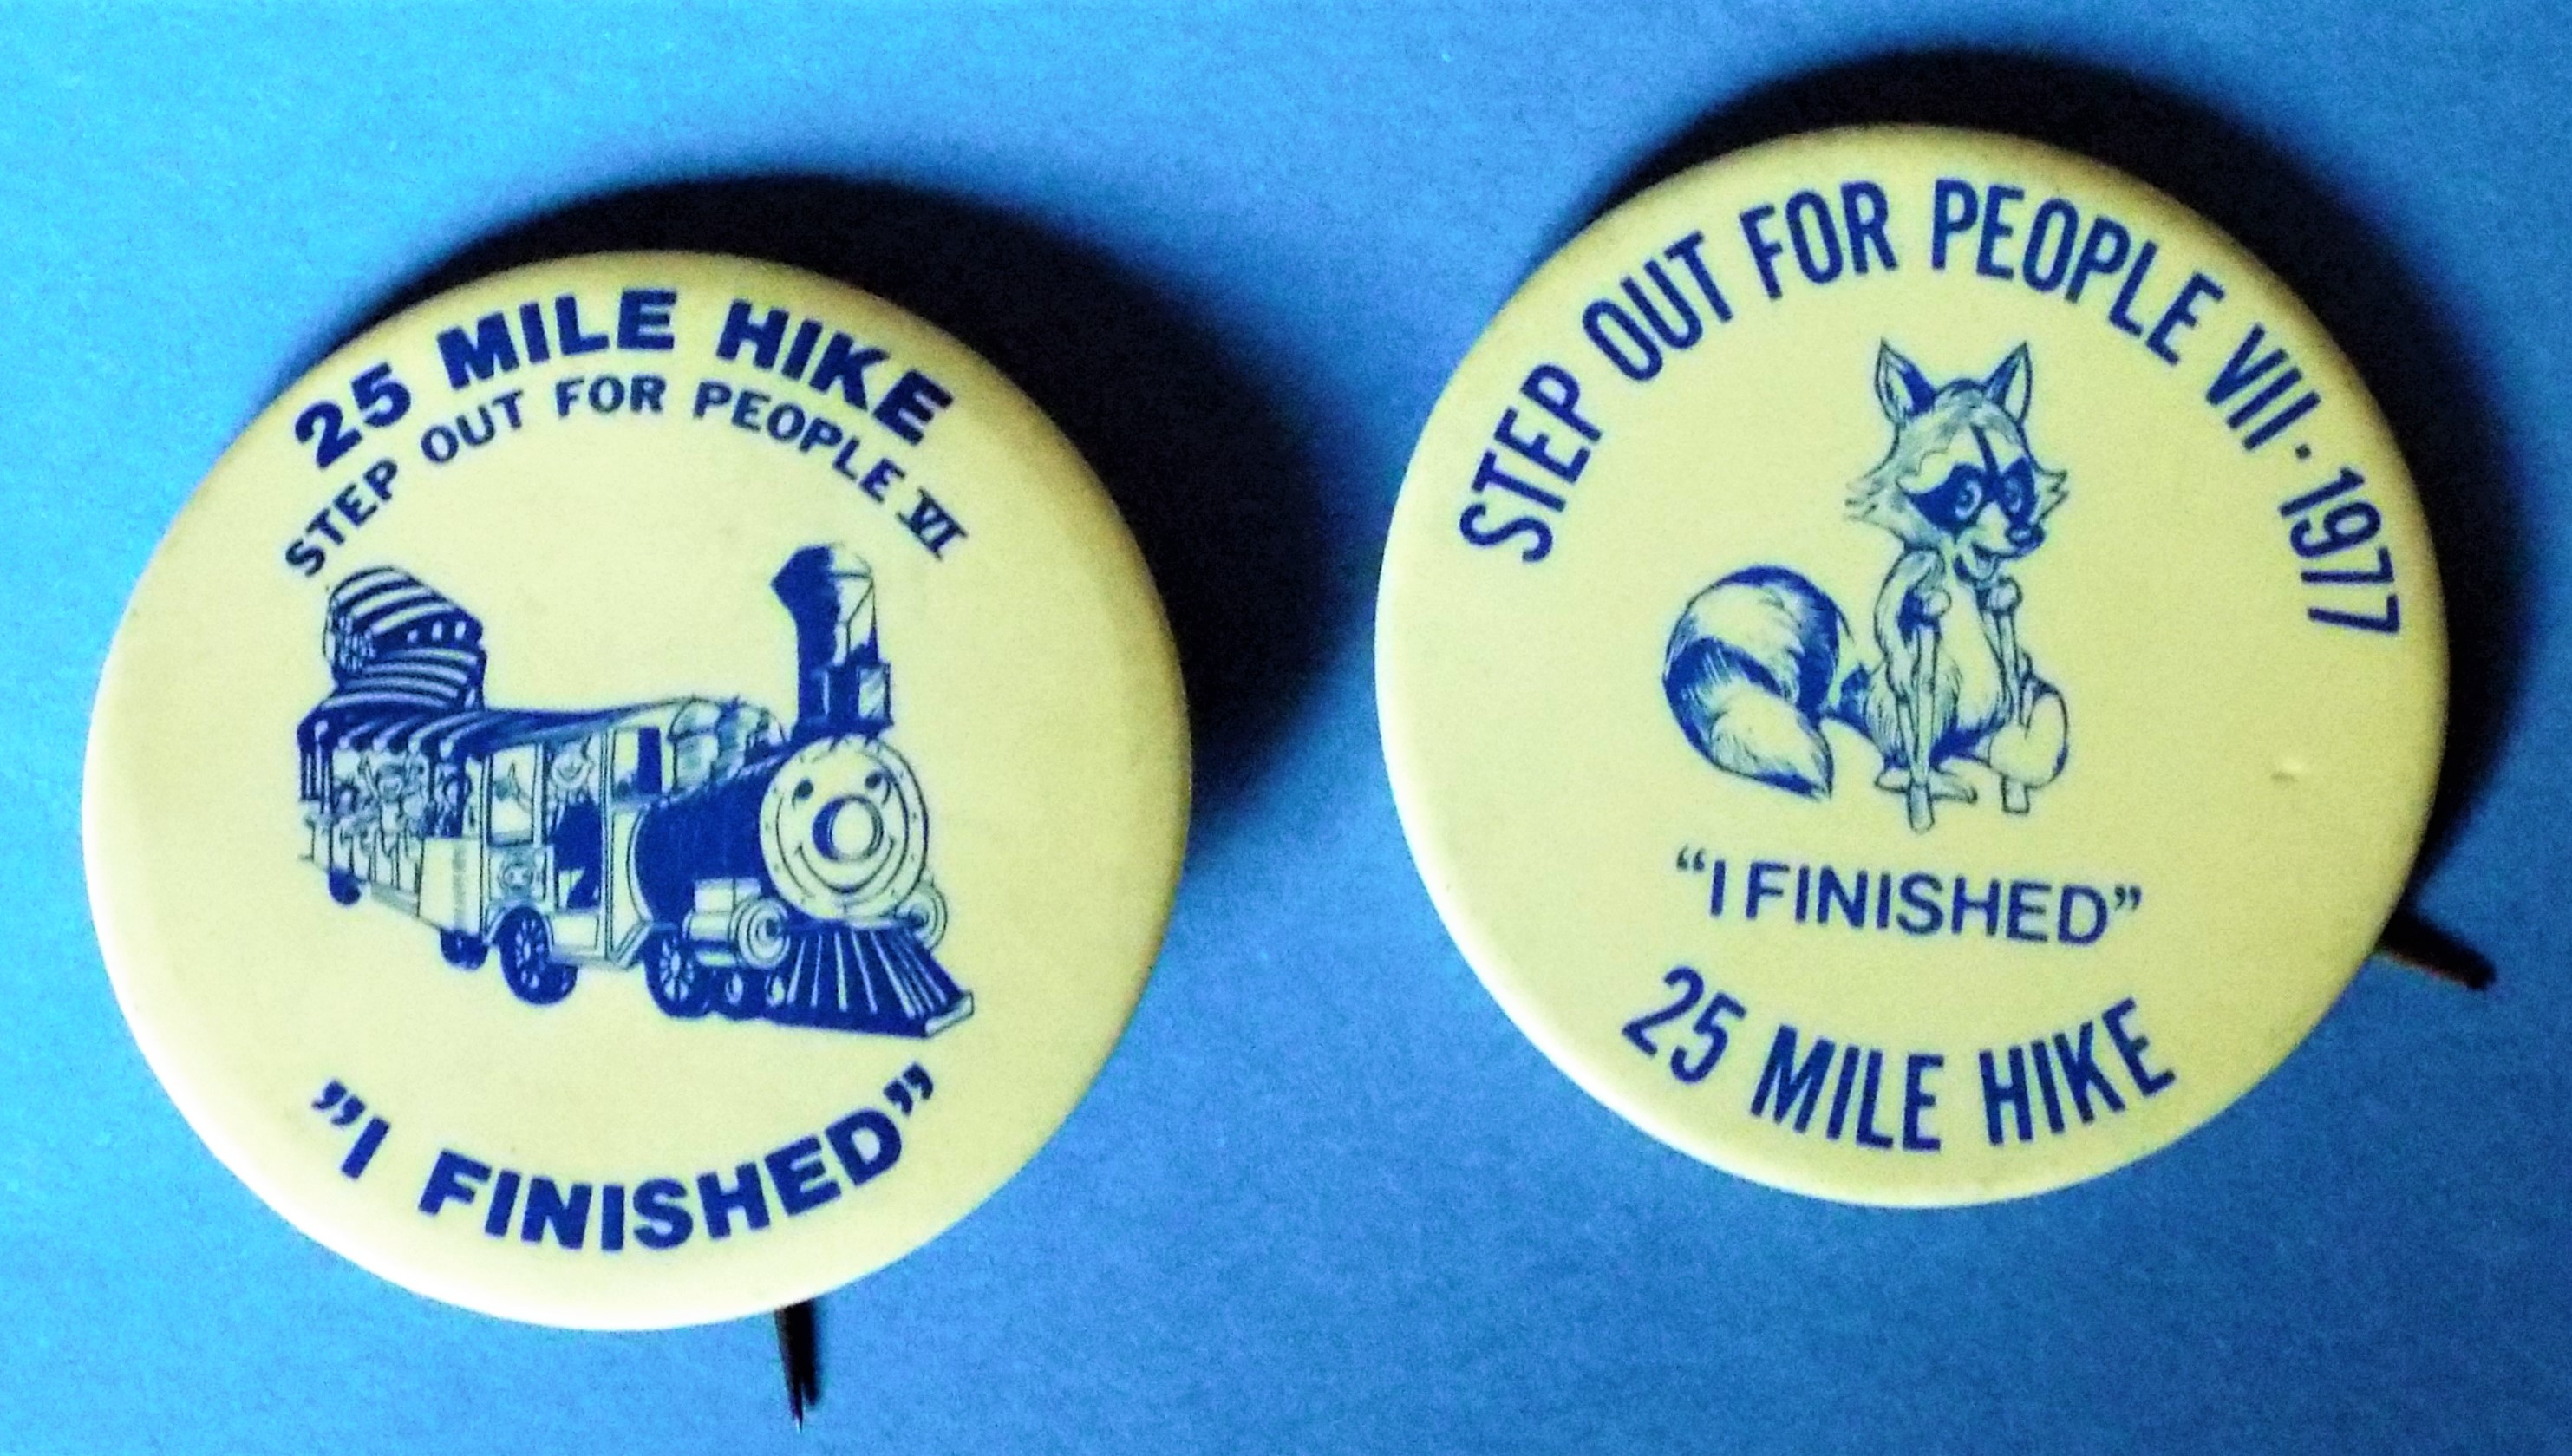 25 MILE HIKE
STEP OUT FOR PEOPLE VI
"I FINISHED"
STEP OUT FOR PEOPLE VII · 1977
"I FINISHED"
25 MILE HIKE